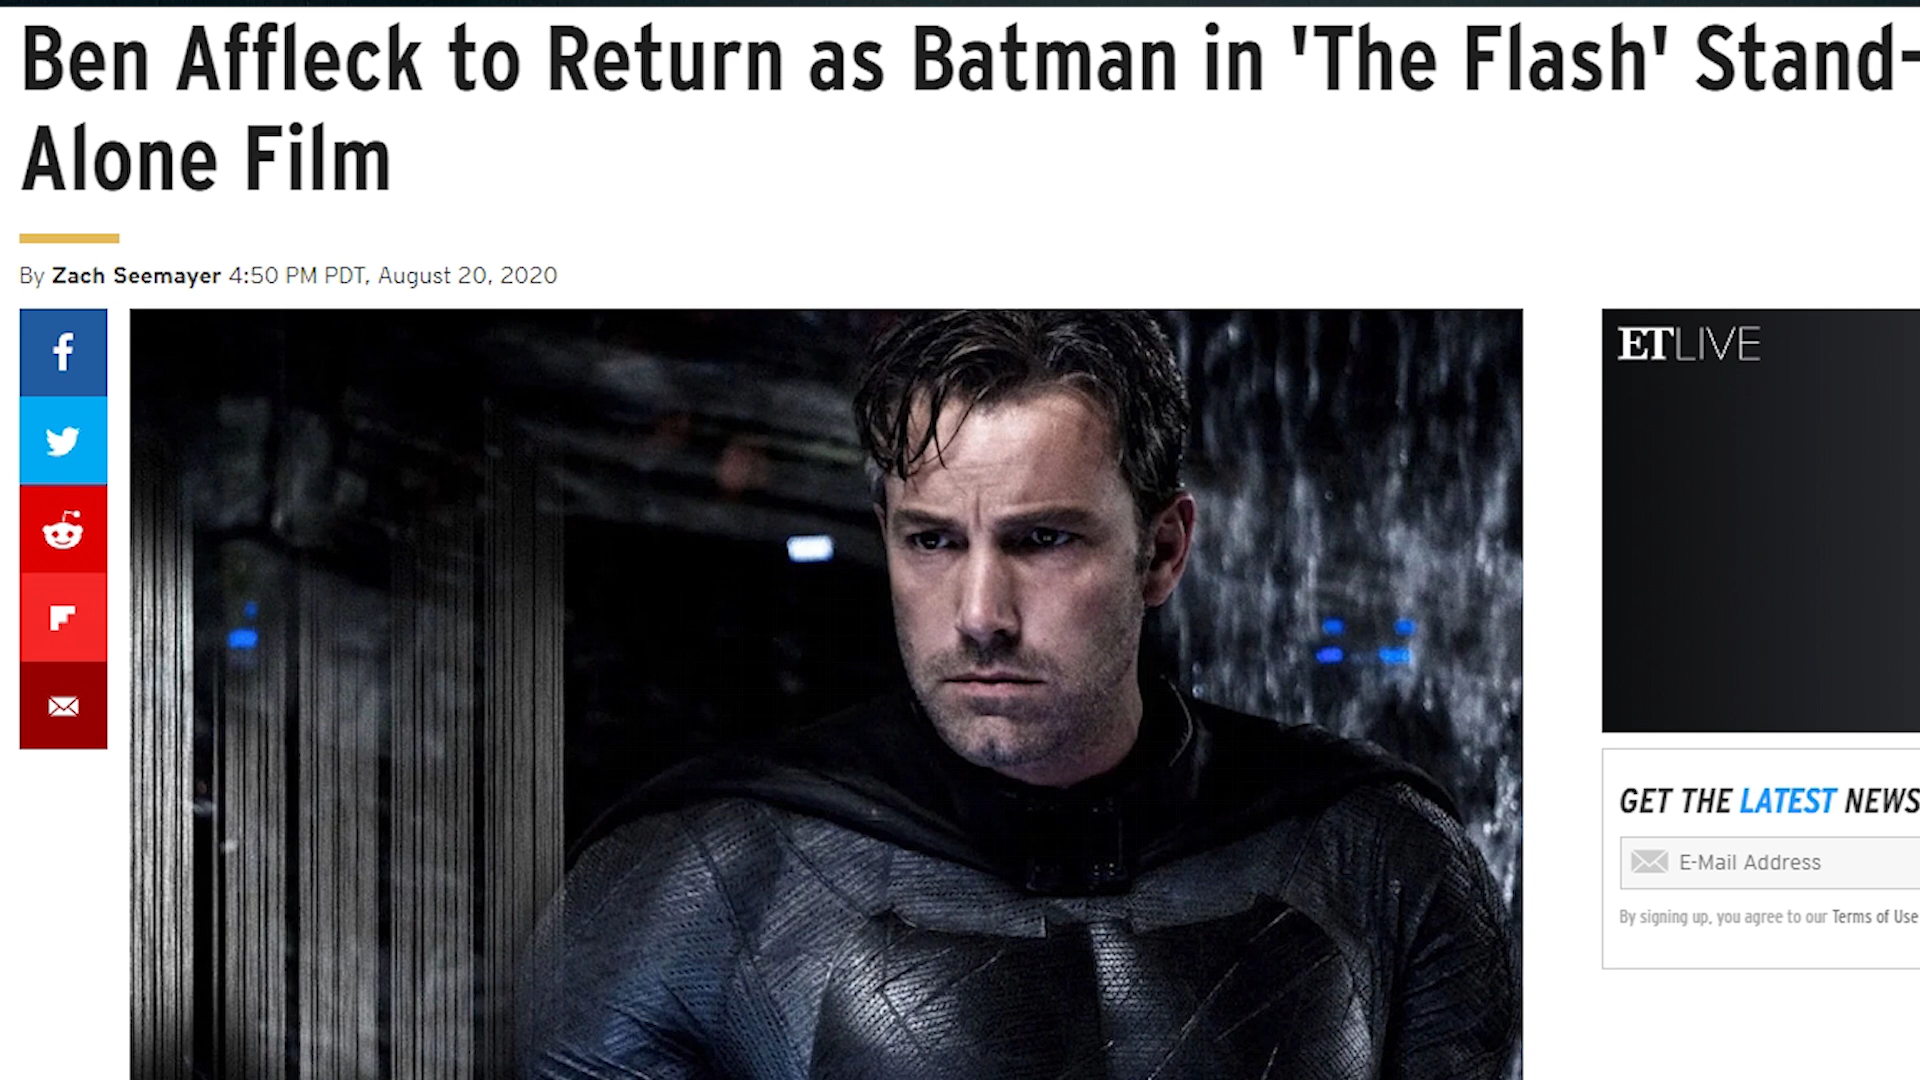 Ben Affleck to Return as Batman in 'The Flash' Stand-
Alone Film
By Zach Seemayer 4:50 PM PDT, August 20, 2020
ETLIVE
GET THE LATEST NEWS
E-Mail Address
By signing up, you agree to our Terms of Use